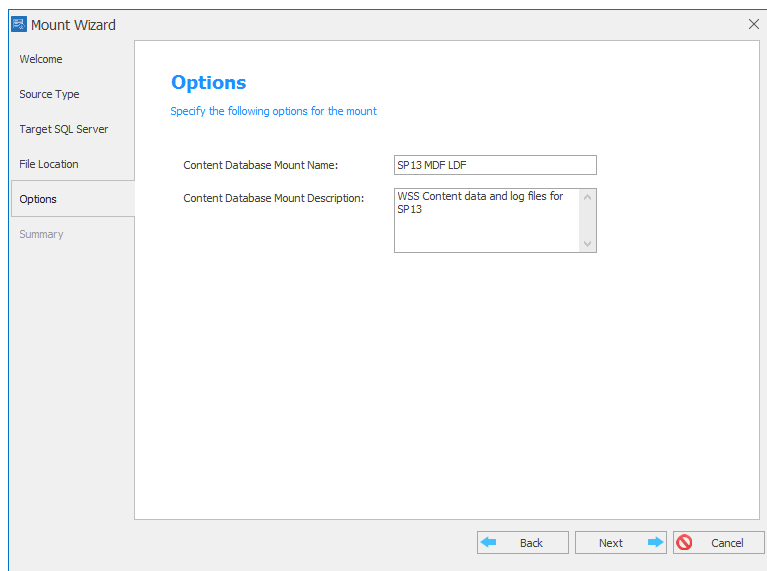 Mount Wizard
Welcome
Source Type
Target SQL Server
File Location
Options
Summary
Options
Specify the following options for the mount
Content Database Mount Name:
SP13 MDF LDF
Content Database Mount Description:
WSS Content data and log files for
SP13
Back
Next
Cancel